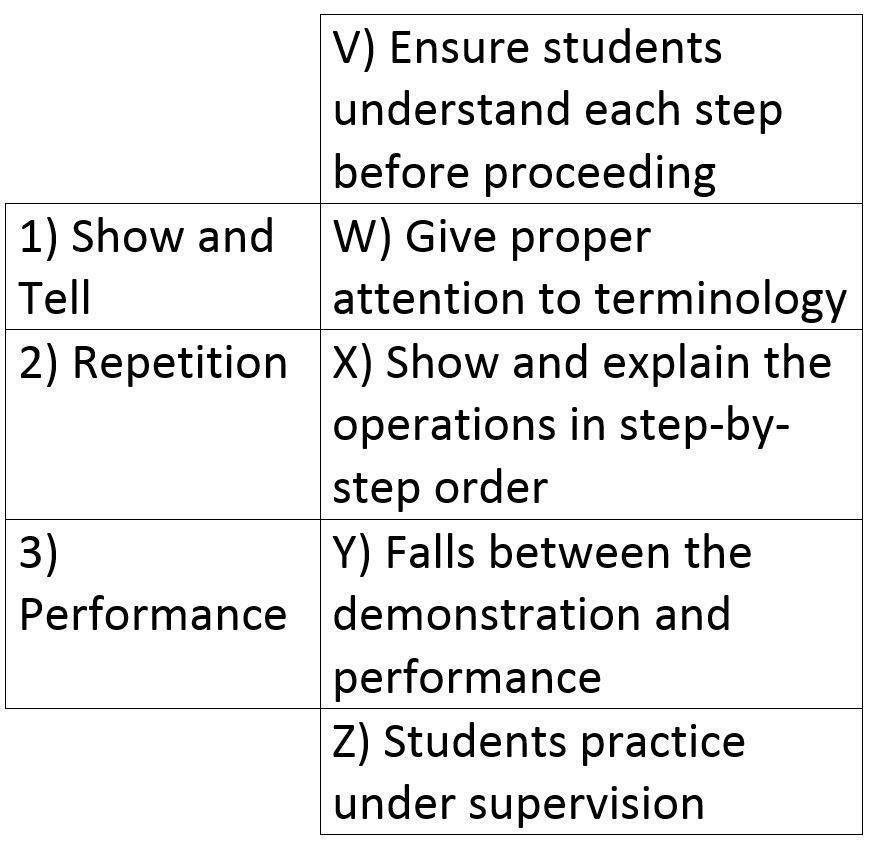 V) Ensure students
understand each step
before proceeding
1) Show and
Tell
W) Give proper
attention to terminology
2) Repetition
X) Show and explain the
operations in step-by-
step order
3)
Performance
Y) Falls between the
demonstration and
performance
Z) Students practice
under supervision